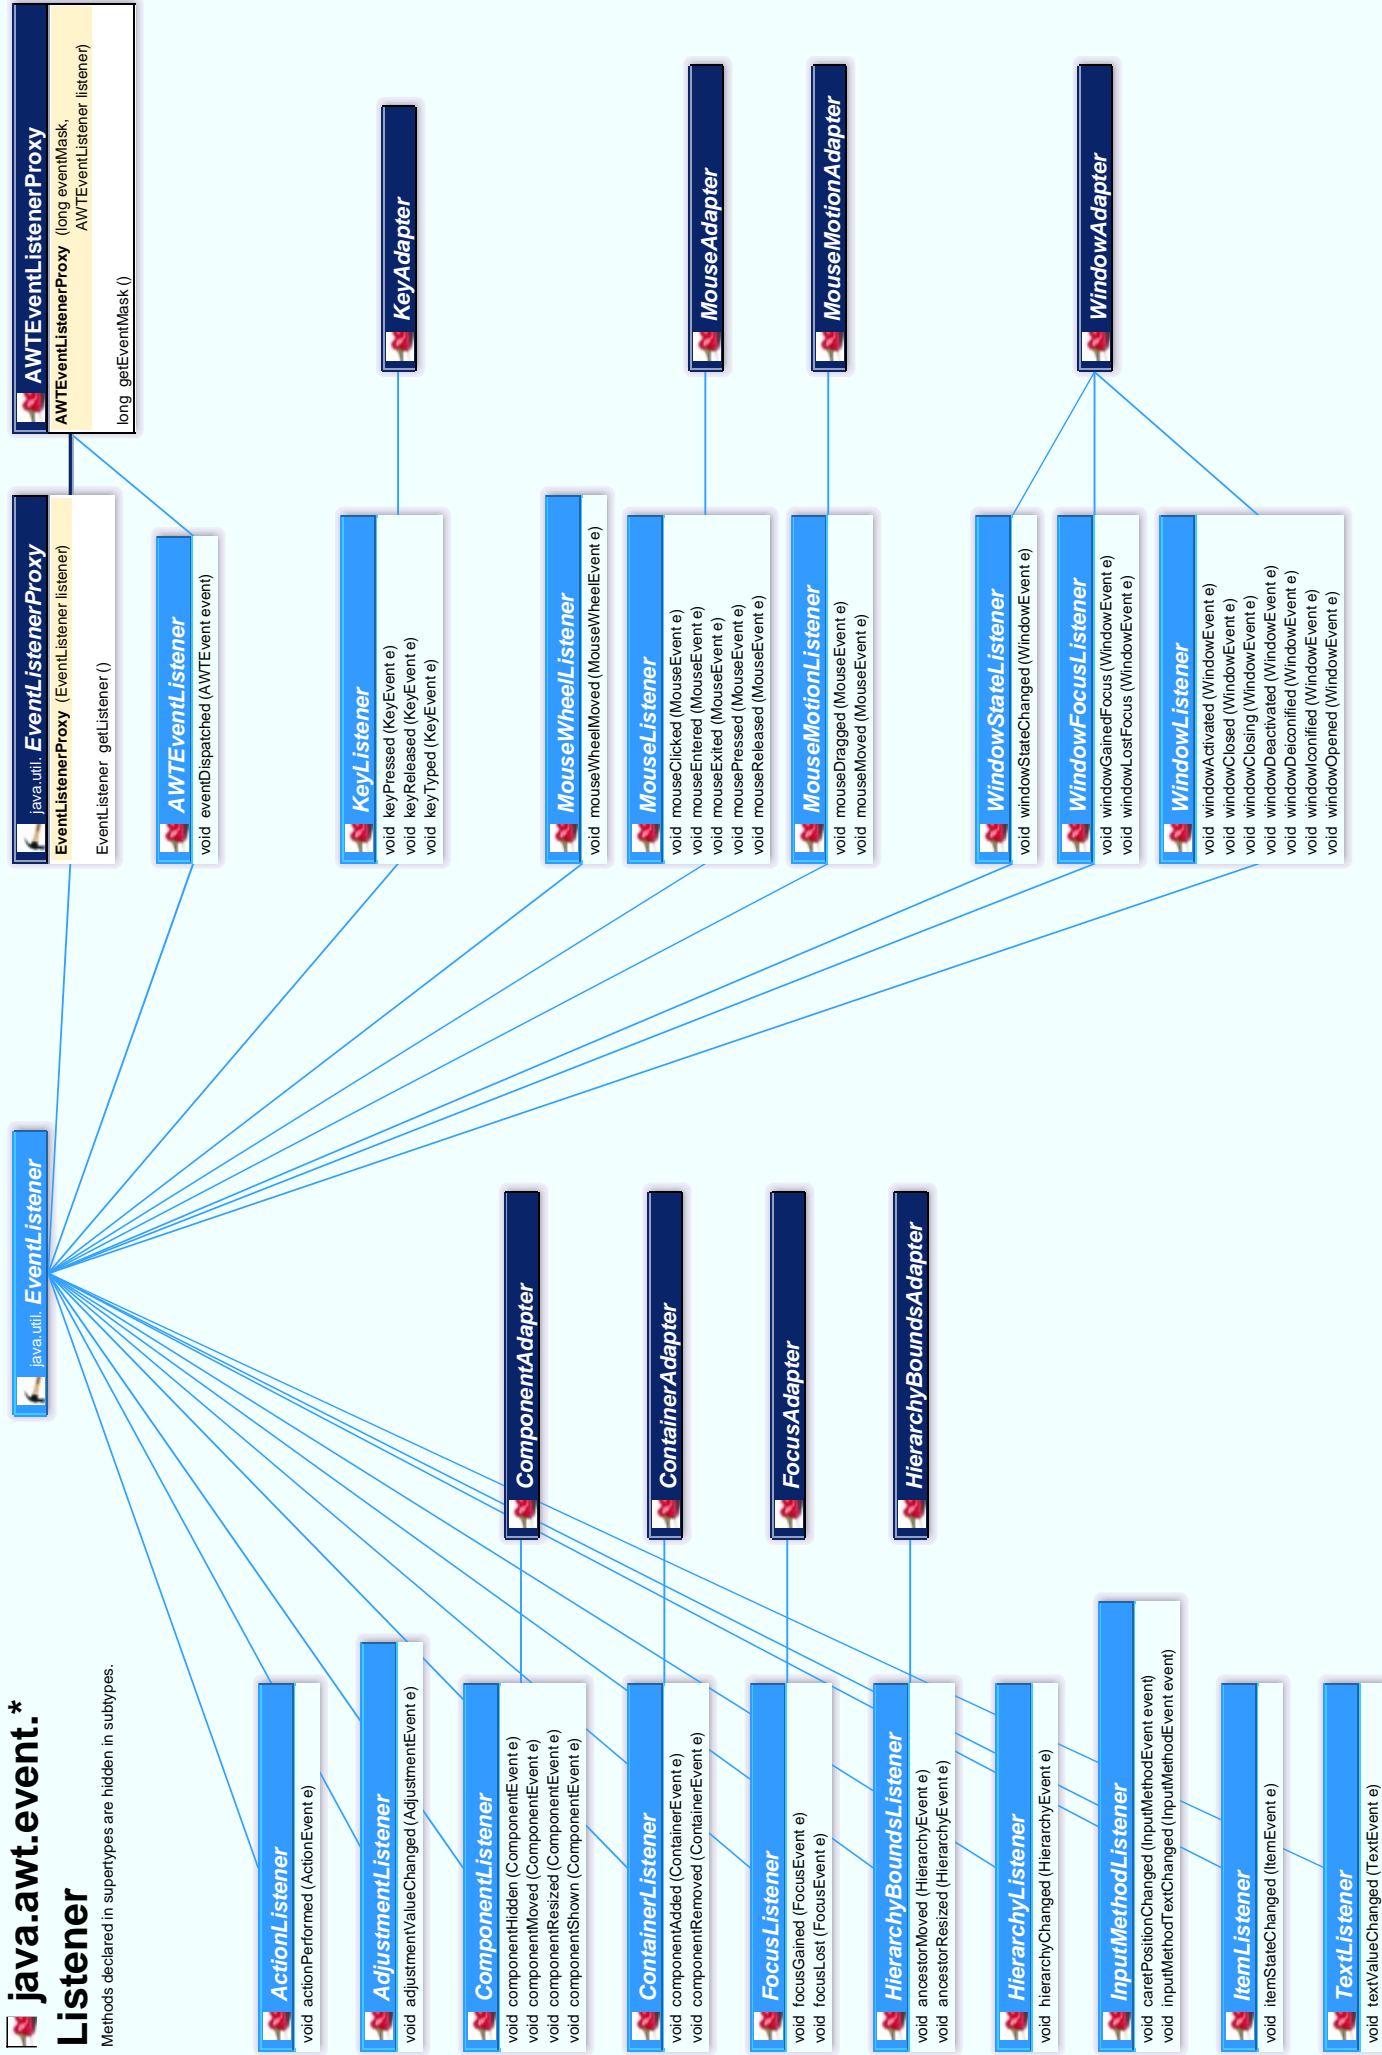 java.awt.event.*
Listener
Methods declared in supertypes are hidden in subtypes.
java.util. EventListener
java.util. EventListenerProxy
EventListenerProxy (EventListener listener)
EventListener getListener ()
AWTEventListenerProxy
AWTEventListenerProxy (long eventMask,
AWTEventListener listener)
long getEventMask ()
AWTEventListener
void eventDispatched (AWTEvent event)
ActionListener
void actionPerformed (ActionEvent e)
AdjustmentListener
void adjustmentValueChanged (AdjustmentEvent e)
KeyListener
void keyPressed (KeyEvent e)
void keyReleased (KeyEvent e)
void keyTyped (KeyEvent e)
KeyAdapter
ComponentListener
void componentHidden (ComponentEvent e)
void componentMoved (ComponentEvent e)
void componentResized (ComponentEvent e)
void componentShown (ComponentEvent e)
ComponentAdapter
MouseWheelListener
void mouseWheelMoved (MouseWheelEvent e)
ContainerListener
void componentAdded (ContainerEvent e)
void componentRemoved (ContainerEvent e)
ContainerAdapter
MouseListener
void mouseClicked (MouseEvent e)
void mouseEntered (MouseEvent e)
void mouseExited (MouseEvent e)
void mousePressed (MouseEvent e)
void mouseReleased (MouseEvent e)
MouseAdapter
FocusListener
void focusGained (FocusEvent e)
void focusLost (FocusEvent e)
FocusAdapter
MouseMotionListener
void mouseDragged (MouseEvent e)
void mouseMoved (MouseEvent e)
MouseMotionAdapter
HierarchyBoundsListener
void ancestorMoved (HierarchyEvent e)
void ancestorResized (HierarchyEvent e)
HierarchyBoundsAdapter
WindowStateListener
void windowStateChanged (WindowEvent e)
HierarchyListener
void hierarchyChanged (HierarchyEvent e)
WindowFocusListener
void windowGainedFocus (WindowEvent e)
void windowLostFocus (WindowEvent e)
WindowAdapter
InputMethodListener
void caretPositionChanged (InputMethodEvent event)
void inputMethodTextChanged (InputMethodEvent event)
WindowListener
void windowActivated (WindowEvent e)
void windowClosed (WindowEvent e)
void windowClosing (WindowEvent e)
void windowDeactivated (WindowEvent e)
void windowDeiconified (WindowEvent e)
void windowIconified (WindowEvent e)
void windowOpened (WindowEvent e)
ItemListener
void itemStateChanged (ItemEvent e)
TextListener
void textValueChanged (TextEvent e)